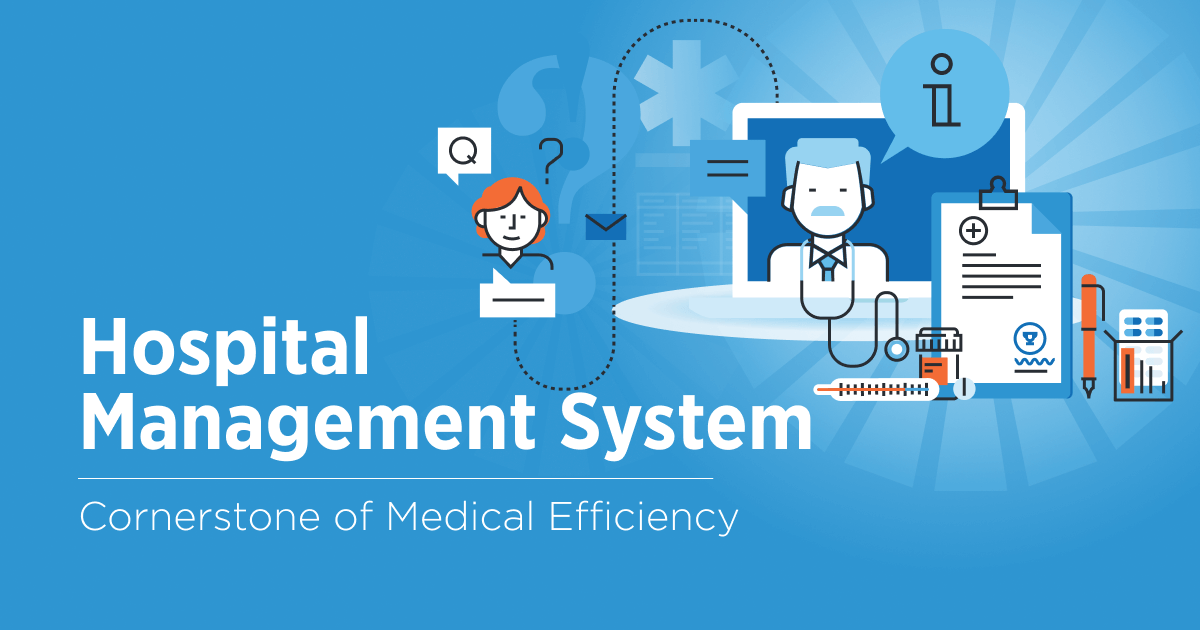 Q
?
i
Hospital
Management System
Cornerstone of Medical Efficiency